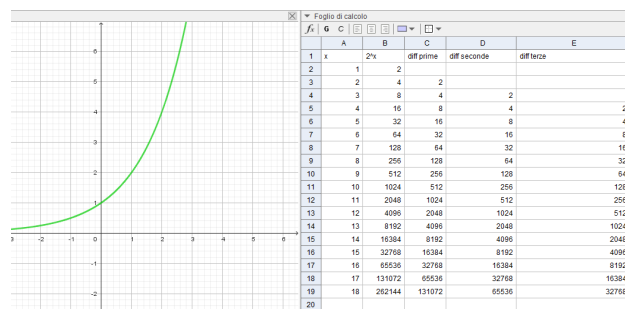 Foglio di calcolo
fx G C
A B C D E
1 x 2^x diff prime diff seconde diff terze
2 1 2
3 2 4 2
4 3 8 4 2
5 4 16 8 4 2
6 5 32 16 8 4
7 6 64 32 16 8
8 7 128 64 32 16
9 8 256 128 64 32
10 9 512 256 128 64
11 10 1024 512 256 128
12 11 2048 1024 512 256
13 12 4096 2048 1024 512
14 13 8192 4096 2048 1024
15 14 16384 8192 4096 2048
16 15 32768 16384 8192 4096
17 16 65536 32768 16384 8192
18 17 131072 65536 32768 16384
19 18 262144 131072 65536 32768
20
6
5
4
3
2
1
3 -2 -1 0 1 2 3 4 5 6
-1
-2